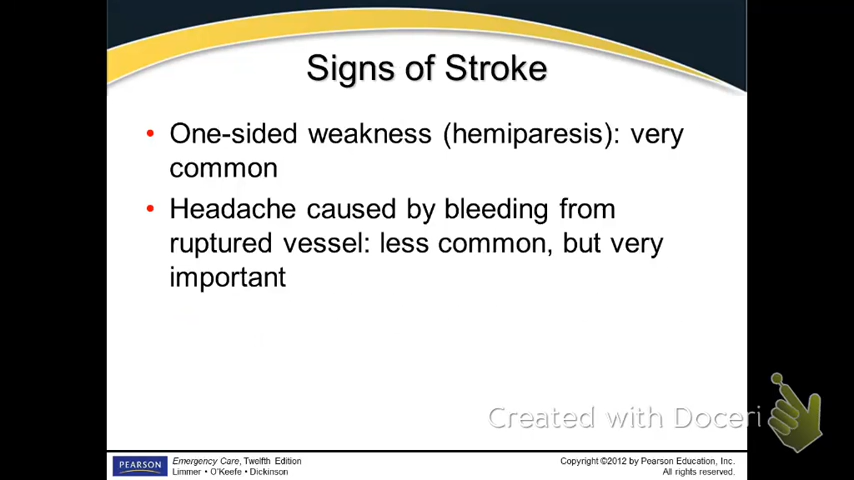 Signs of Stroke
• One-sided weakness (hemiparesis): very
common
• Headache caused by bleeding from
ruptured vessel: less common, but very
important
Created with Doceri
PEARSON
Emergency Care, Twelfth Edition
Limmer • O'Keefe • Dickinson
Copyright ©2012 by Pearson Education, Inc.
All rights reserved.